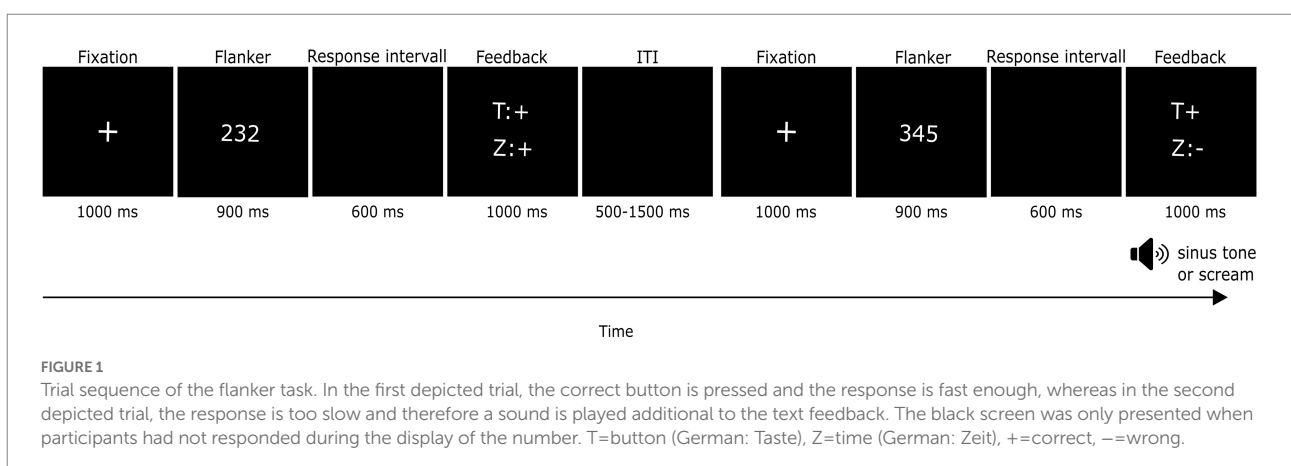 Fixation Flanker Response intervall Feedback ITI Fixation Flanker Response intervall Feedback
+ 232 T:+ + 345 T+
Z:+ Z:-
1000 ms 900 ms 600 ms 1000 ms 500-1500 ms 1000 ms 900 ms 600 ms 1000 ms
sinus tone
or scream
Time
FIGURE 1
Trial sequence of the flanker task. In the first depicted trial, the correct button is pressed and the response is fast enough, whereas in the second
depicted trial, the response is too slow and therefore a sound is played additional to the text feedback. The black screen was only presented when
participants had not responded during the display of the number. T=button (German: Taste), Z=time (German: Zeit), +=correct, −=wrong.